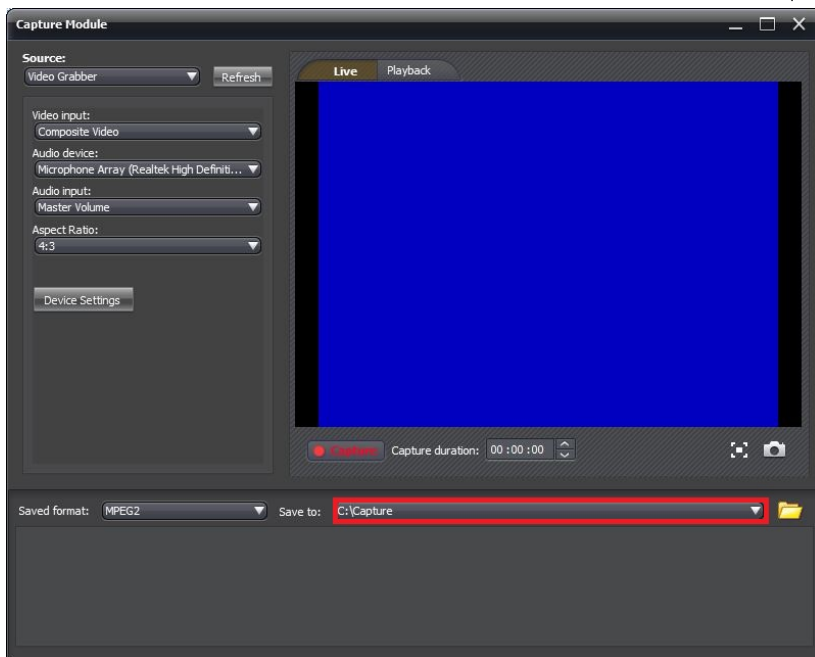 Capture Module
Source:
Video Grabber
Refresh
Video input:
Composite Video
Audio device:
Microphone Array (Realtek High Definiti...
Audio input:
Master Volume
Aspect Ratio:
4:3
Device Settings
Live Playback
Capture Capture duration: 00 :00 :00
Saved format: MPEG2 Save to: C:\Capture